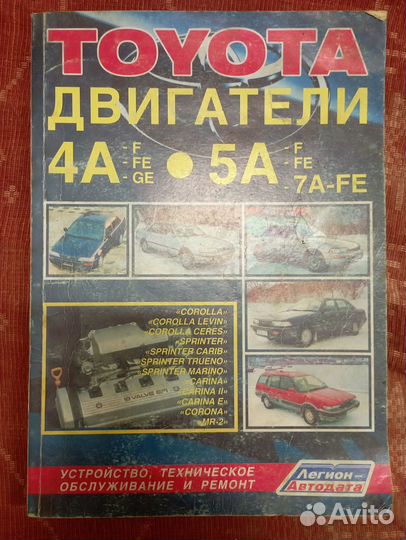 TOYOTA
ДВИГАТЕЛИ
4A -F -FE -GE • 5A -F -FE - 7A-FE
«COROLLA»
«COROLLA LEVIN»
«COROLLA CERES»
«SPRINTER»
«SPRINTER CARIB»
«SPRINTER TRUENO»
«SPRINTER MARINO»
«CARINA»
«CARINA II»
«CARINA E»
«CORONA»
«MR-2»
16 VALVE EFI
УСТРОЙСТВО, ТЕХНИЧЕСКОЕ
ОБСЛУЖИВАНИЕ И РЕМОНТ
Легион-
Автодата
Avito